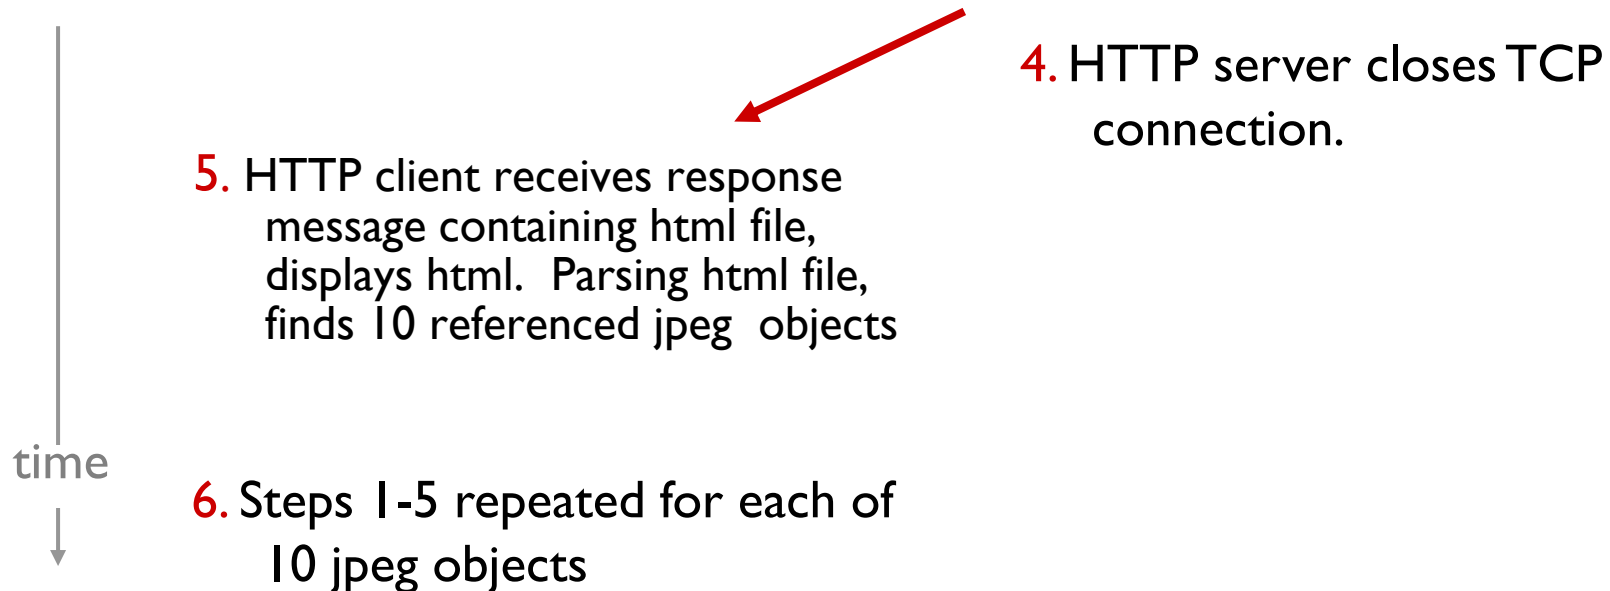 4. HTTP server closes TCP
connection.
5. HTTP client receives response
message containing html file,
displays html.  Parsing html file,
finds 10 referenced jpeg  objects
time
6. Steps 1-5 repeated for each of
10 jpeg objects